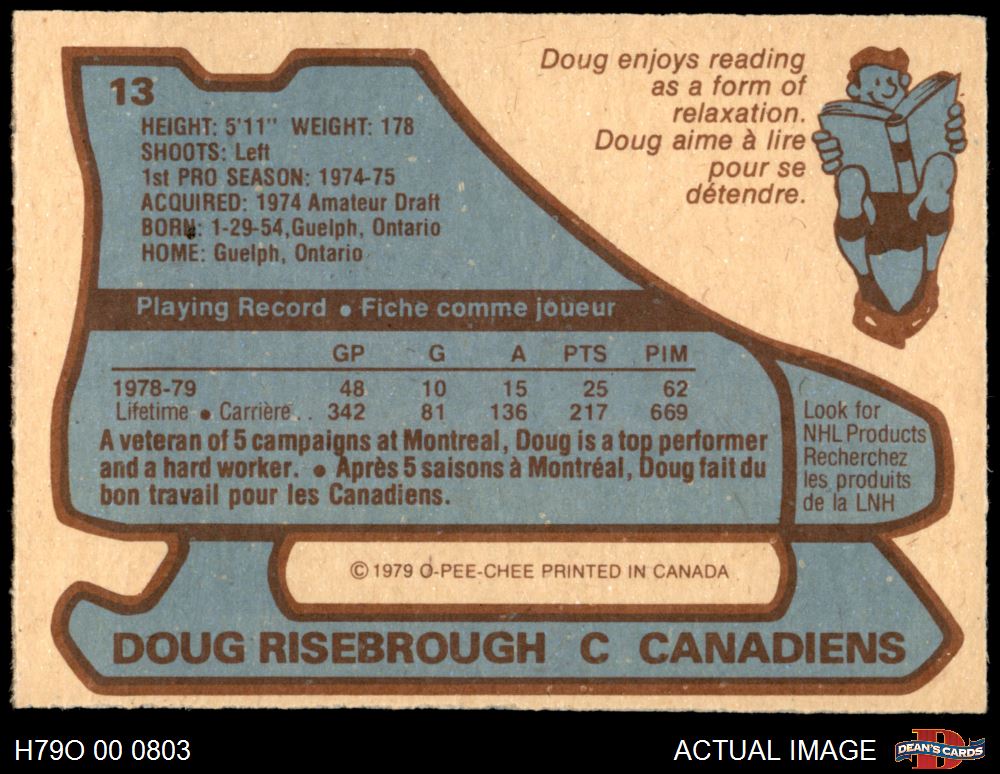 13
HEIGHT: 5'11" WEIGHT: 178
SHOOTS: Left
1st PRO SEASON: 1974-75
ACQUIRED: 1974 Amateur Draft
BORN: 1-29-54, Guelph, Ontario
HOME: Guelph, Ontario
Doug enjoys reading
as a form of
relaxation.
Doug aime à lire
pour se
détendre.
Playing Record • Fiche comme joueur
GP G A PTS PIM
1978-79 48 10 15 25 62
Lifetime • Carrière . . 342 81 136 217 669
A veteran of 5 campaigns at Montreal, Doug is a top performer
and a hard worker. • Après 5 saisons à Montréal, Doug fait du
bon travail pour les Canadiens.
Look for
NHL Products
Recherchez
les produits
de la LNH
© 1979 O-PEE-CHEE PRINTED IN CANADA
DOUG RISEBROUGH C CANADIENS
H79O 00 0803
ACTUAL IMAGE
DEAN'S CARDS